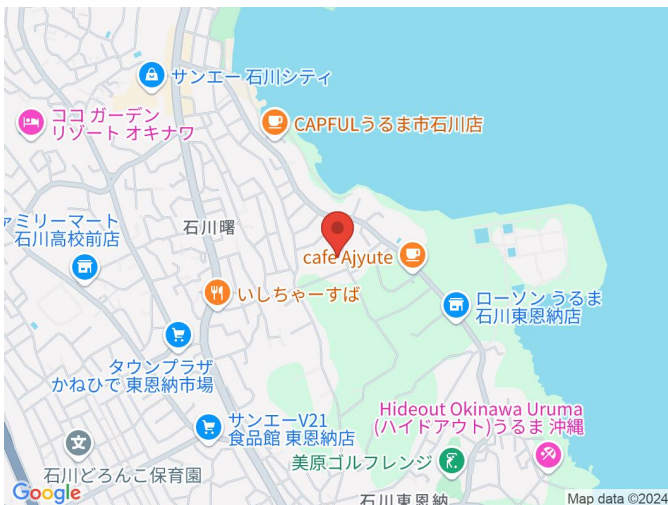 サンエー 石川シティ
ココ ガーデン
リゾート オキナワ
CAPFULうるま市石川店
ァミリーマート
石川高校前店
石川曙
cafe Ajyute
いしちゃーすば
ローソン うるま
石川東恩納店
タウンプラザ
かねひで 東恩納市場
サンエーV21
食品館 東恩納店
Hideout Okinawa Uruma
(ハイドアウト)うるま 沖縄
石川どろんこ保育園
美原ゴルフレンジ
Google
石川東恩納
Map data ©2024